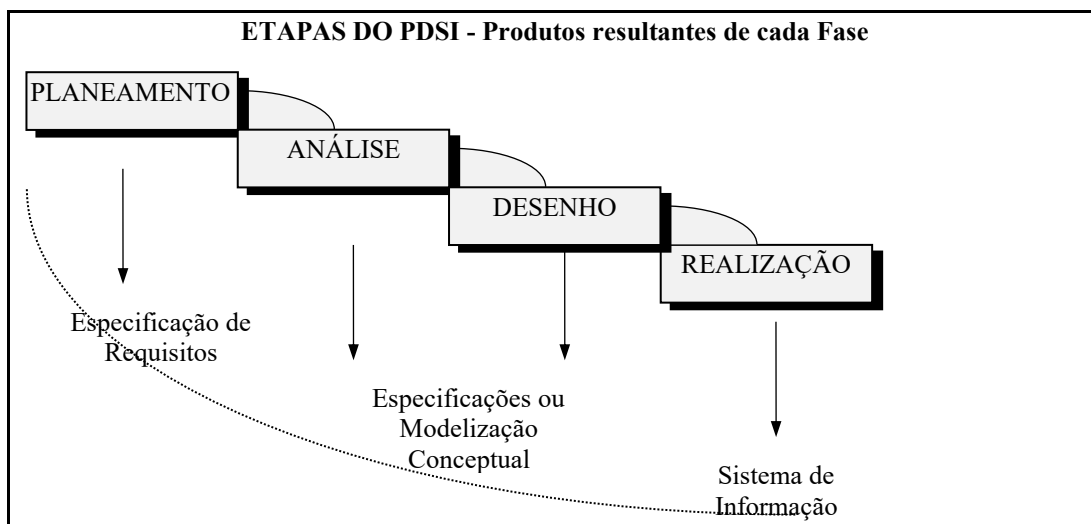 ETAPAS DO PDSI - Produtos resultantes de cada Fase
PLANEAMENTO
ANÁLISE
DESENHO
REALIZAÇÃO
Especificação de
Requisitos
Especificações ou
Modelização
Conceptual
Sistema de
Informação